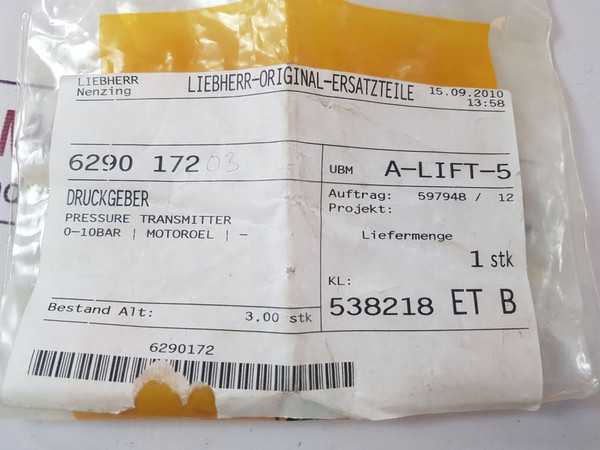 LIEBHERR
Nenzing
LIEBHERR-ORIGINAL-ERSATZTEILE
15.09.2010
13:58
6290 172 03
UBM A-LIFT-5
DRUCKGEBER
PRESSURE TRANSMITTER
0-10BAR | MOTOROEL | -
Auftrag: 597948 / 12
Projekt:
Liefermenge
1 stk
KL:
538218 ET B
Bestand Alt: 3.00 stk
6290172